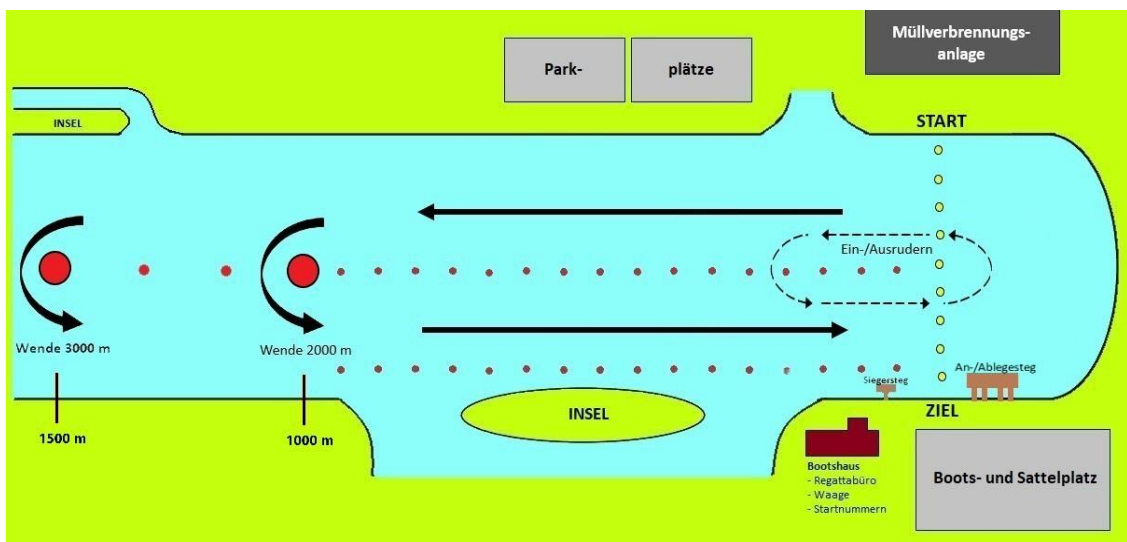 Müllverbrennungs-
anlage
Park-
plätze
INSEL
START
Ein-/Ausrudern
Wende 3000 m
Wende 2000 m
An-/Ablegesteg
Siegersteg
INSEL
ZIEL
1500 m
1000 m
Bootshaus
- Regattabüro
- Waage
- Startnummern
Boots- und Sattelplatz